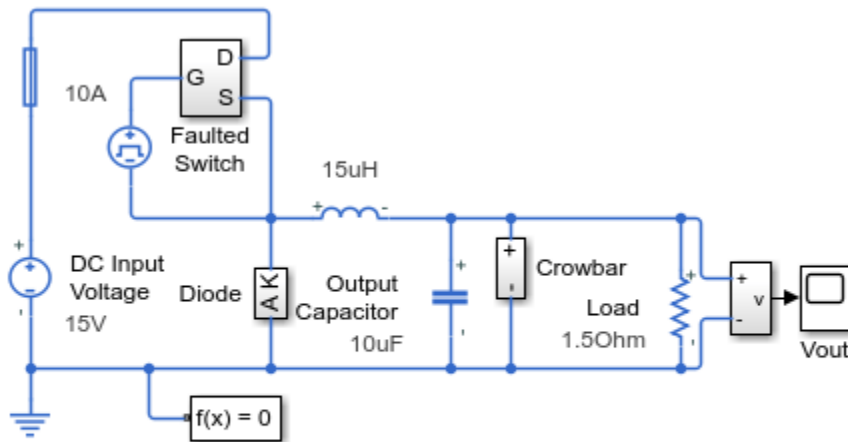 D
G
S
10A
Faulted
Switch
15uH
+
-
+
-
DC Input
Voltage
15V
Diode
A K
Output
Capacitor
10uF
+
-
+
-
Crowbar
Load
1.5Ohm
+
-
+
-
v
Vout
f(x) = 0